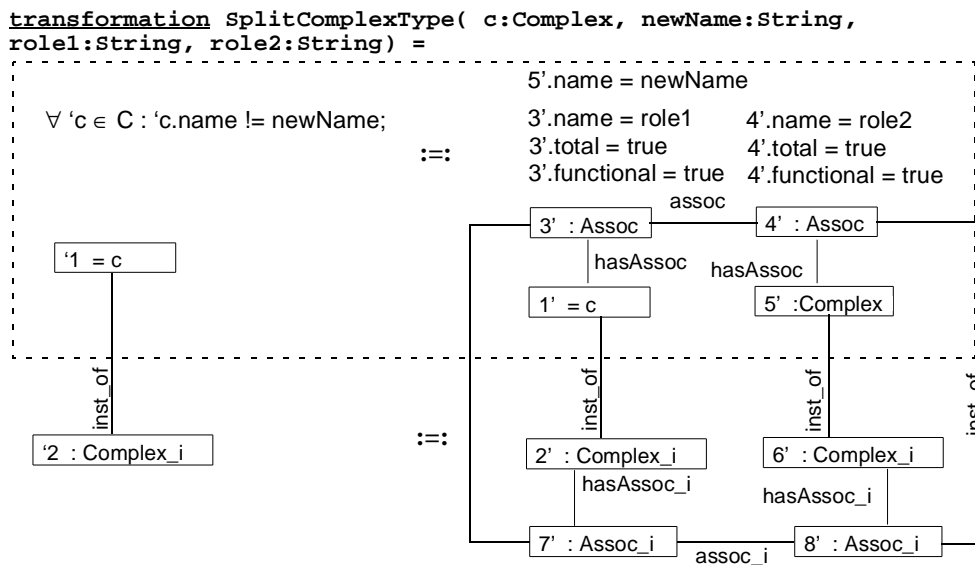 transformation SplitComplexType( c:Complex, newName:String,
role1:String, role2:String) =
5’.name = newName
∀ ‘c ∈ C : ‘c.name != newName;
:=:
3’.name = role1
3’.total = true
3’.functional = true
4’.name = role2
4’.total = true
4’.functional = true
assoc
3’ : Assoc
4’ : Assoc
hasAssoc
hasAssoc
‘1 = c
1’ = c
5’ :Complex
inst_of
inst_of
inst_of
inst_of
‘2 : Complex_i
:=:
2’ : Complex_i
6’ : Complex_i
hasAssoc_i
hasAssoc_i
7’ : Assoc_i
8’ : Assoc_i
assoc_i